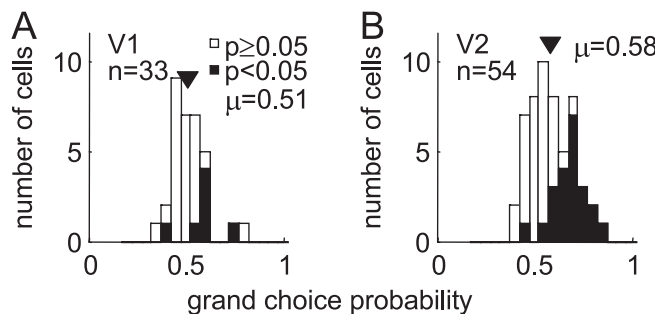 A
V1
n=33
p≥0.05
p<0.05
μ=0.51
number of cells
10
5
0
0
0.5
1
B
V2
n=54
μ=0.58
number of cells
10
5
0
0
0.5
1
grand choice probability